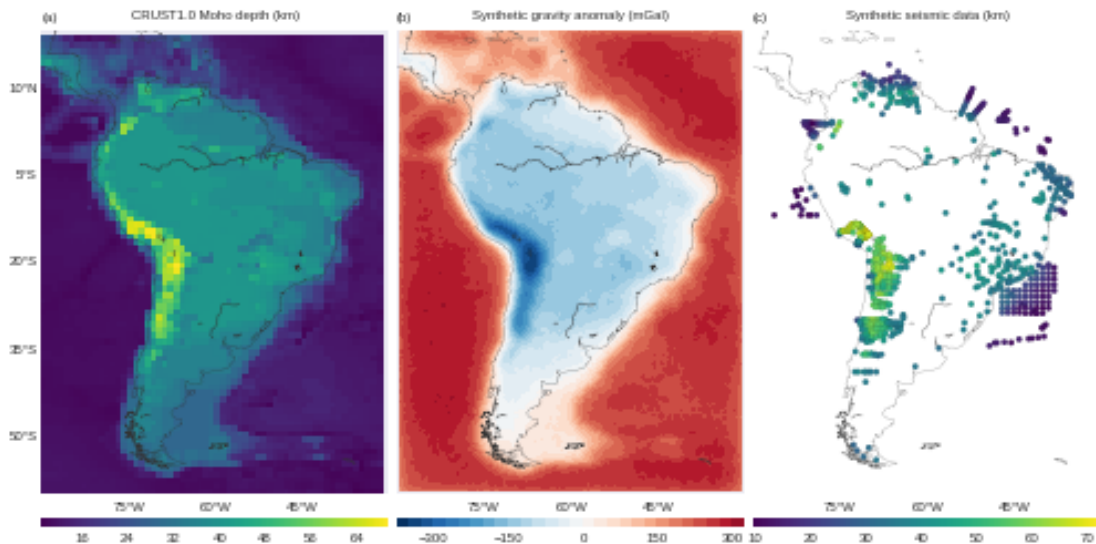 (a) CRUST1.0 Moho depth (km)
(b) Synthetic gravity anomaly (mGal)
(c) Synthetic seismic data (km)
10°N
5°S
20°S
35°S
50°S
75°W 60°W 45°W
75°W 60°W 45°W
75°W 60°W 45°W
16 24 32 40 48 56 64
−200 −150 0 150 300
10 20 30 40 50 60 70